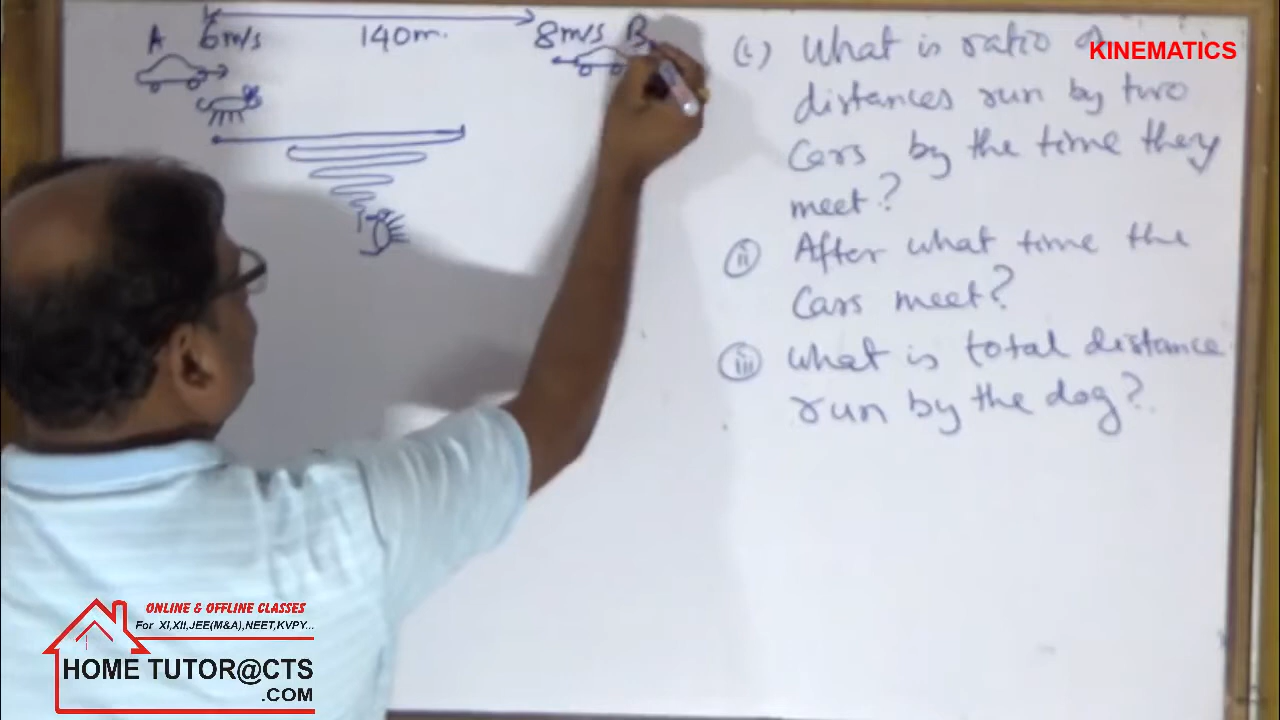 A 6m/s 140m. 8m/s B
(i) What is ratio
distances run by two
Cars by the time they
meet?
(ii) After what time the
Cars meet?
(iii) What is total distance
run by the dog?
KINEMATICS
ONLINE & OFFLINE CLASSES
For XI,XII,JEE(M&A),NEET,KVPY...
HOME TUTOR@CTS
.COM